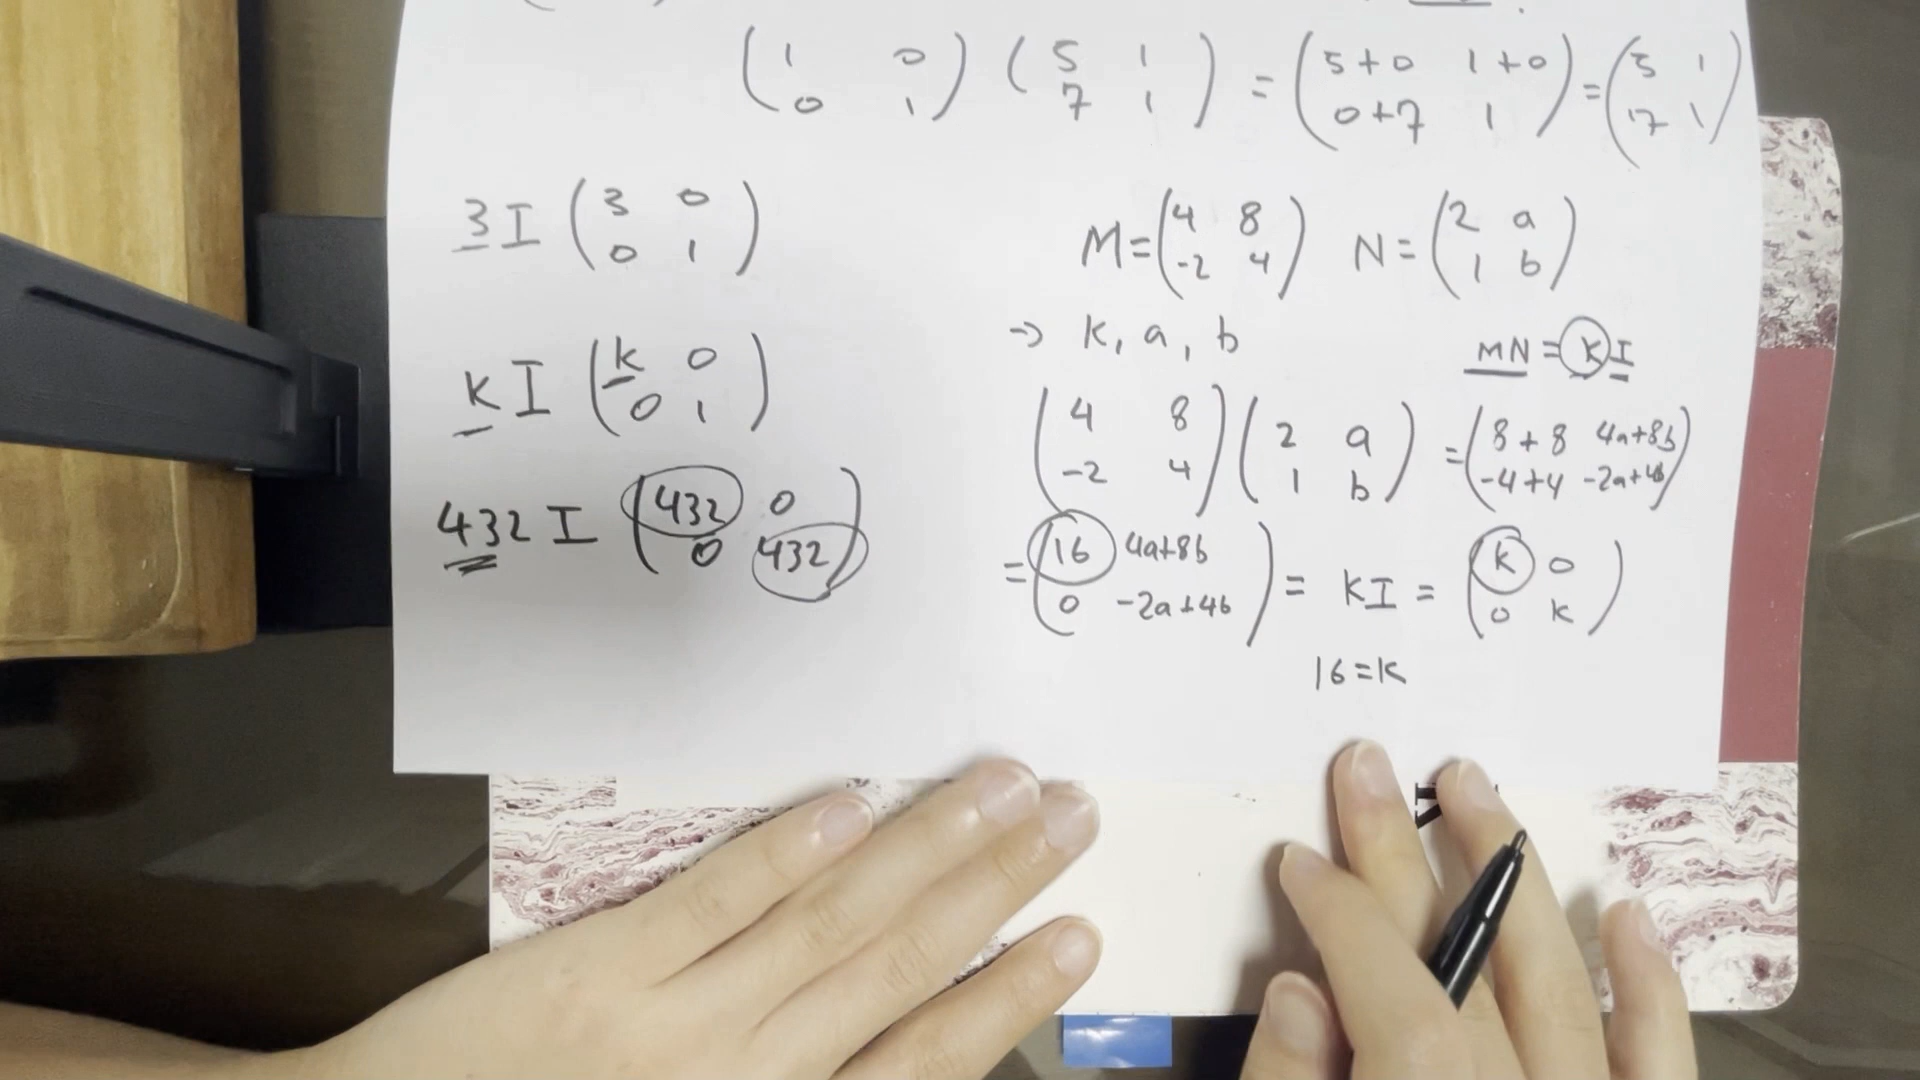 ( 1 0 ) ( 5 1 ) = ( 5+0 1+0 ) = ( 5 1 )
( 0 1 ) ( 7 1 ) ( 0+7 1 ) ( 7 1 )
3I ( 3 0 )
( 0 1 )
kI ( k 0 )
( 0 1 )
432 I ( 432 0 )
( 0 432 )
M= ( 4 8 ) N= ( 2 a )
( -2 4 ) ( 1 b )
→ k, a, b MN = kI
( 4 8 ) ( 2 a ) = ( 8+8 4a+8b )
( -2 4 ) ( 1 b ) ( -4+4 -2a+4b )
= ( 16 4a+8b ) = kI = ( k 0 )
( 0 -2a+4b ) ( 0 k )
16=k